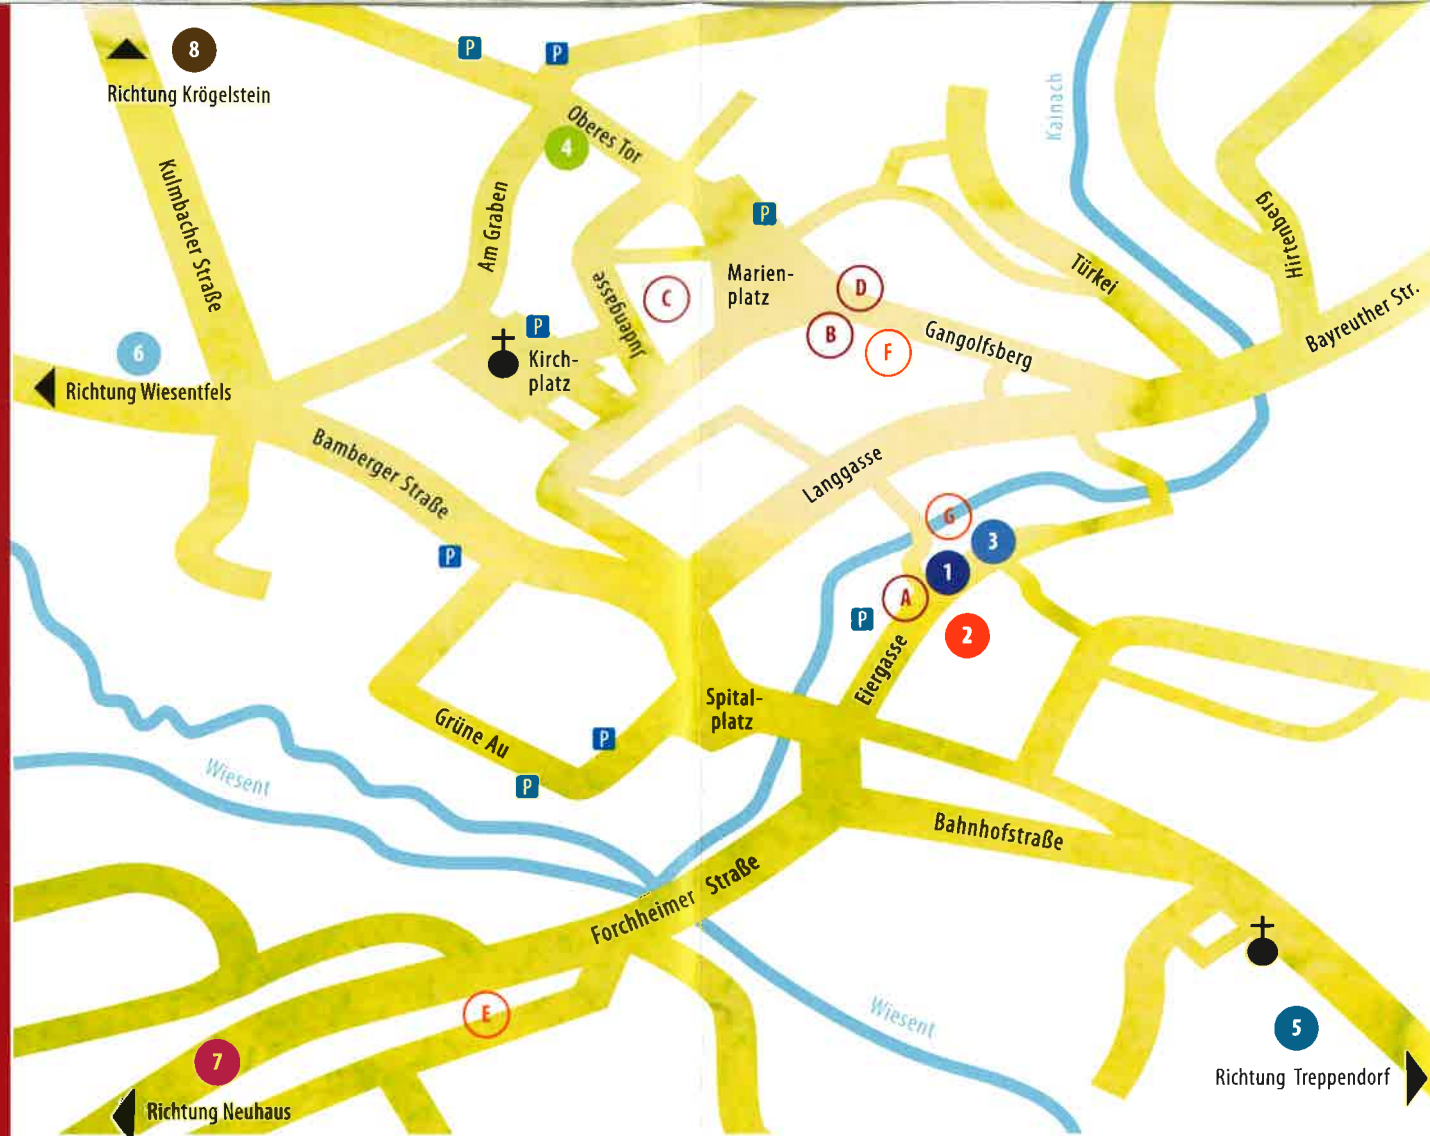 8
Richtung Krögelstein
P
P
Oberes Tor
4
Kainach
Kulmbacher Straße
Am Graben
P
Hirtenberg
Marien-
platz
Türkei
Judengasse
C
D
B
F
Gangolfsberg
Bayreuther Str.
6
P
Kirch-
platz
Richtung Wiesentfels
Bamberger Straße
Langgasse
P
G
3
1
A
P
2
Eiergasse
Spital-
platz
Grüne Au
P
P
Wiesent
Bahnhofstraße
Forchheimer Straße
E
Wiesent
5
7
Richtung Treppendorf
Richtung Neuhaus